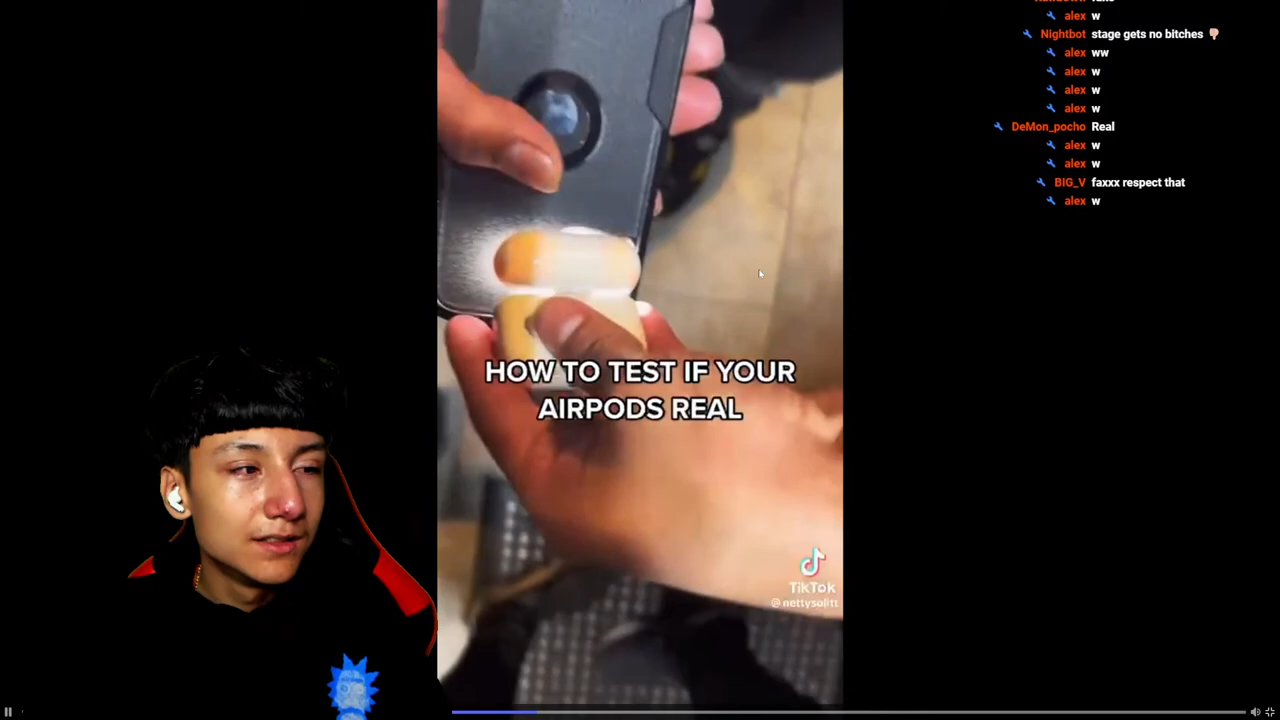 alex w
Nightbot stage gets no bitches 👎🏼
alex ww
alex w
alex w
alex w
DeMon_pocho Real
alex w
alex w
BIG_V faxxx respect that
alex w
HOW TO TEST IF YOUR
AIRPODS REAL
TikTok
@nettysolitt